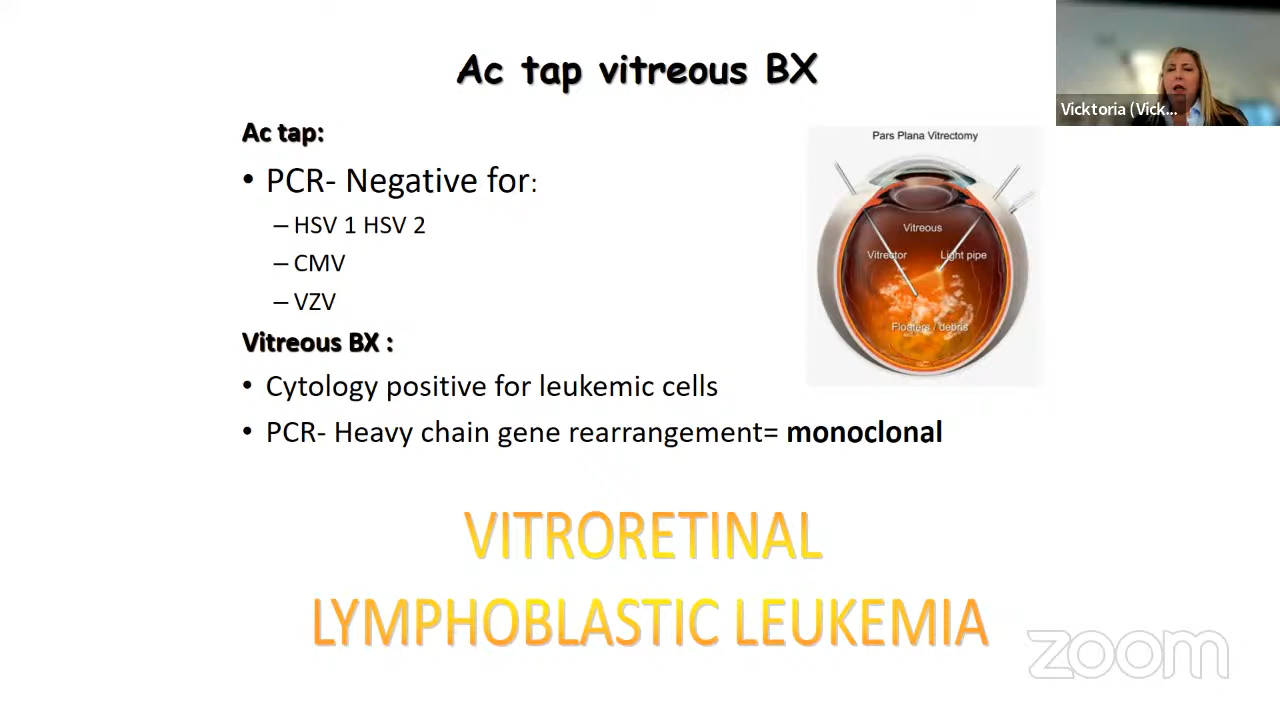 Ac tap vitreous BX
Ac tap:
• PCR- Negative for:
– HSV 1 HSV 2
– CMV
– VZV
Vitreous BX :
• Cytology positive for leukemic cells
• PCR- Heavy chain gene rearrangement= monoclonal
VITRORETINAL
LYMPHOBLASTIC LEUKEMIA
Pars Plana Vitrectomy
Vitreous
Vitrector
Light pipe
Floaters / debris
Vicktoria (Vick...
zoom